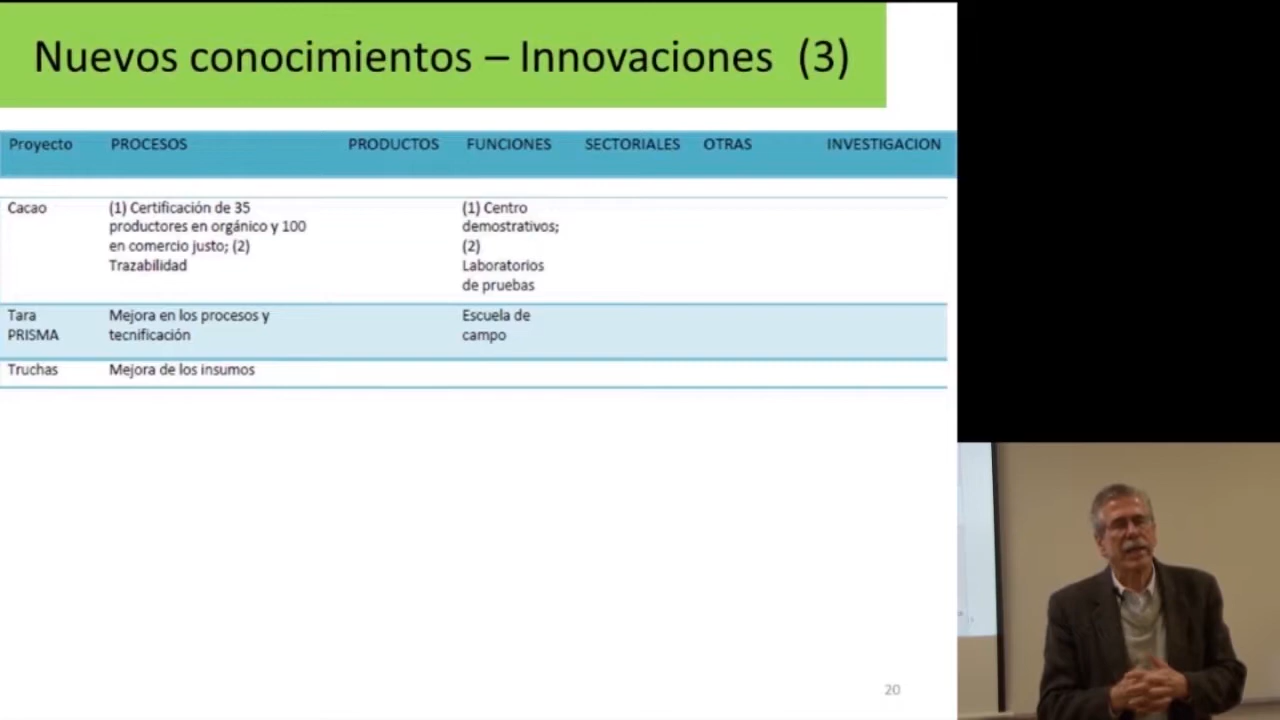 Nuevos conocimientos – Innovaciones (3)
Proyecto PROCESOS PRODUCTOS FUNCIONES SECTORIALES OTRAS INVESTIGACION
Cacao
(1) Certificación de 35
productores en orgánico y 100
en comercio justo; (2)
Trazabilidad
(1) Centro
demostrativos;
(2)
Laboratorios
de pruebas
Tara
PRISMA
Mejora en los procesos y
tecnificación
Escuela de
campo
Truchas
Mejora de los insumos
20